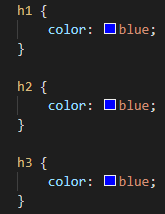 h1 {
    color: blue;
}

h2 {
    color: blue;
}

h3 {
    color: blue;
}